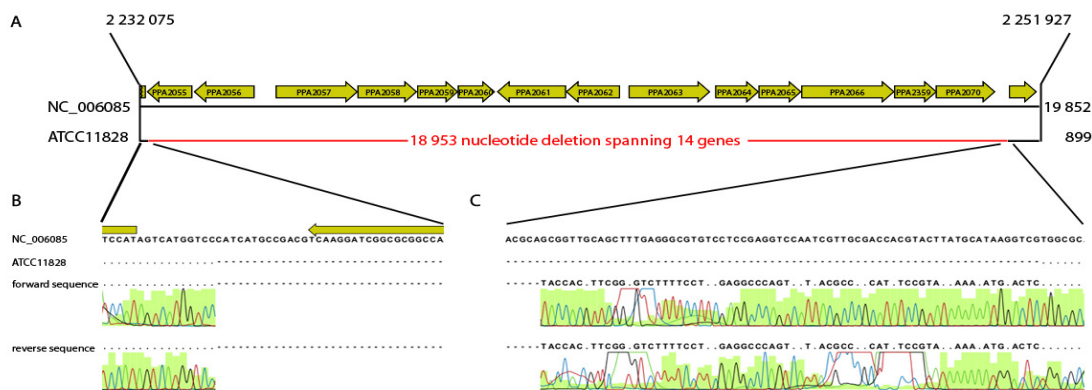 A
2 232 075
2 251 927
PPA2055 PPA2056 PPA2057 PPA2058 PPA2059 PPA2060 PPA2061 PPA2062 PPA2063 PPA2064 PPA2065 PPA2066 PPA2359 PPA2070
NC_006085
19 852
ATCC11828
18 953 nucleotide deletion spanning 14 genes
899
B
C
NC_006085
TCCATAGTCATGGTCCCATCATGCCGACGTCAAGGATCGGCGCGGCCA
ACGCAGCGGTTGCAGCTTTGAGGGCGTGTCCTCCGAGGTCCAATCGTTGCGACCACGTACTTATGCATAAGGTCGTGGCGC
ATCC11828
forward sequence
TACCAC.TTCGG.GTCTTTTCCT..GAGGCCCAGT..T.ACGCC...CAT.TCCGTA..AAA.ATG.ACTC
reverse sequence
TACCAC.TTCGG.GTCTTTTCCT..GAGGCCCAGT..T.ACGCC...CAT.TCCGTA..AAA.ATG.ACTC